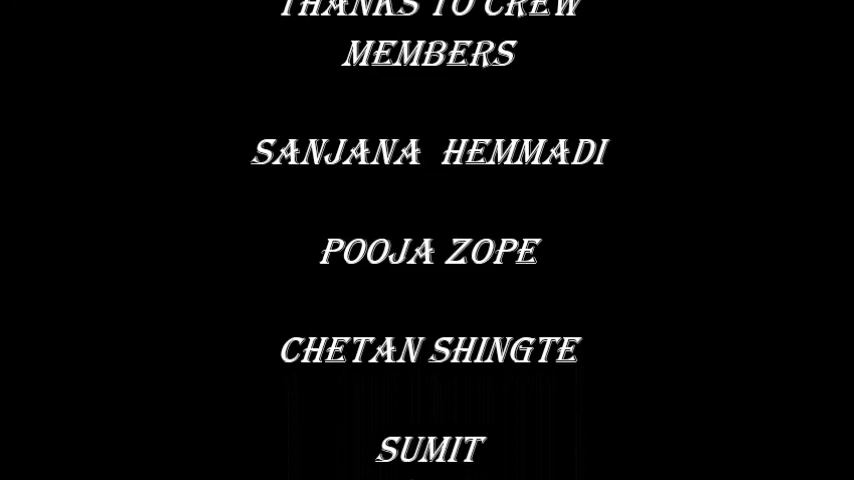 THANKS TO CREW
MEMBERS
SANJANA HEMMADI
POOJA ZOPE
CHETAN SHINGTE
SUMIT